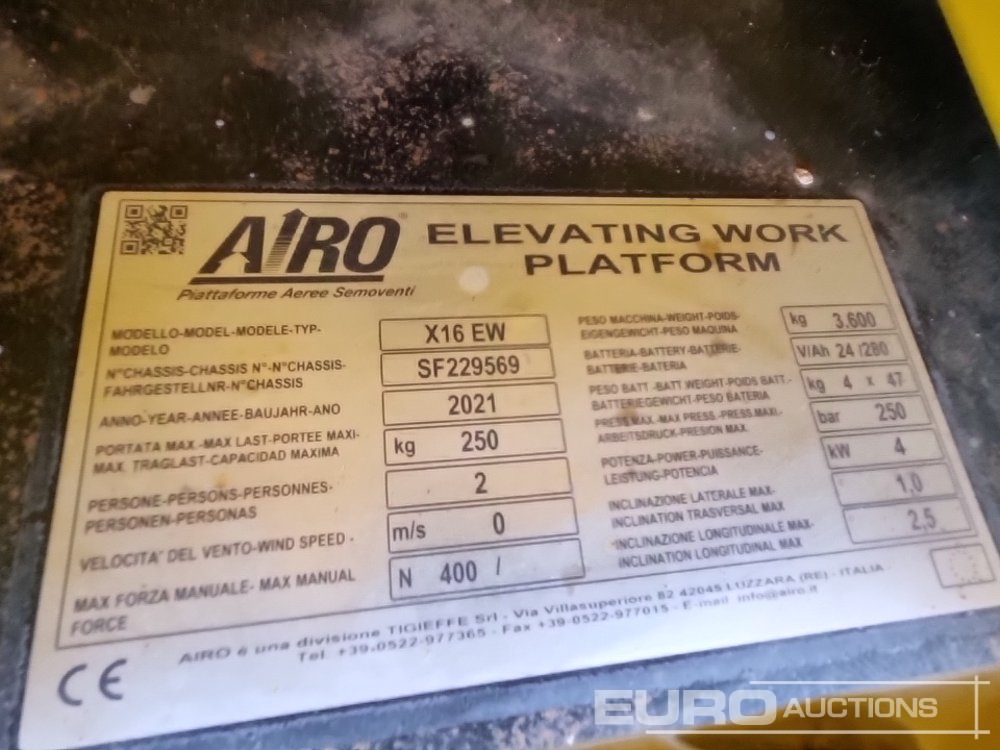 AIRO®
Piattaforme Aeree Semoventi
ELEVATING WORK
PLATFORM
MODELLO-MODEL-MODELE-TYP-
MODELO
X16 EW
N°CHASSIS-CHASSIS N°-N°CHASSIS-
FAHRGESTELLNR-N°CHASSIS
SF229569
ANNO-YEAR-ANNEE-BAUJAHR-ANO
2021
PORTATA MAX.-MAX LAST-PORTEE MAXI-
MAX. TRAGLAST-CAPACIDAD MAXIMA
kg 250
PERSONE-PERSONS-PERSONNES-
PERSONEN-PERSONAS
2
VELOCITA' DEL VENTO-WIND SPEED -
m/s 0
MAX FORZA MANUALE- MAX MANUAL
FORCE
N 400 /
PESO MACCHINA-WEIGHT-POIDS-
EIGENGEWICHT-PESO MAQUINA
kg 3.600
BATTERIA-BATTERY-BATTERIE-
BATTERIE-BATERIA
V/Ah 24 /280
PESO BATT.-BATT.WEIGHT-POIDS BATT.-
BATTERIEGEWICHT-PESO BATERIA
kg 4 x 47
PRESS.MAX.-MAX PRESS.-PRESS.MAXI.-
ARBEITSDRUCK-PRESION MAX.
bar 250
POTENZA-POWER-PUISSANCE-
LEISTUNG-POTENCIA
kW 4
INCLINAZIONE LATERALE MAX-
INCLINATION TRASVERSAL MAX
1,0
INCLINAZIONE LONGITUDINALE MAX-
INCLINATION LONGITUDINAL MAX
2,5
AIRO è una divisione TIGIEFFE Srl - Via Villasuperiore 82 42045 LUZZARA (RE) - ITALIA
Tel. +39-0522-977365 - Fax +39-0522-977015 - E-mail info@airo.it
CE
EURO AUCTIONS